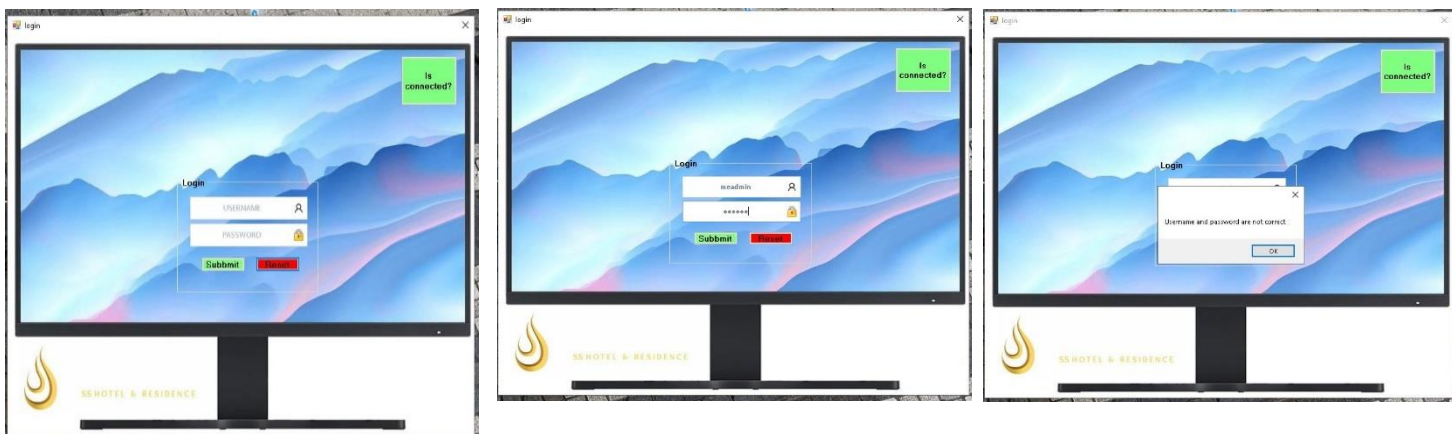 login
Is
connected?
Login
USERNAME
PASSWORD
Subbmit
Reset
SS HOTEL & RESIDENCE
login
Is
connected?
Login
meadmin
******
Subbmit
Reset
SS HOTEL & RESIDENCE
login
Is
connected?
Login
Username and password are not correct
OK
SS HOTEL & RESIDENCE